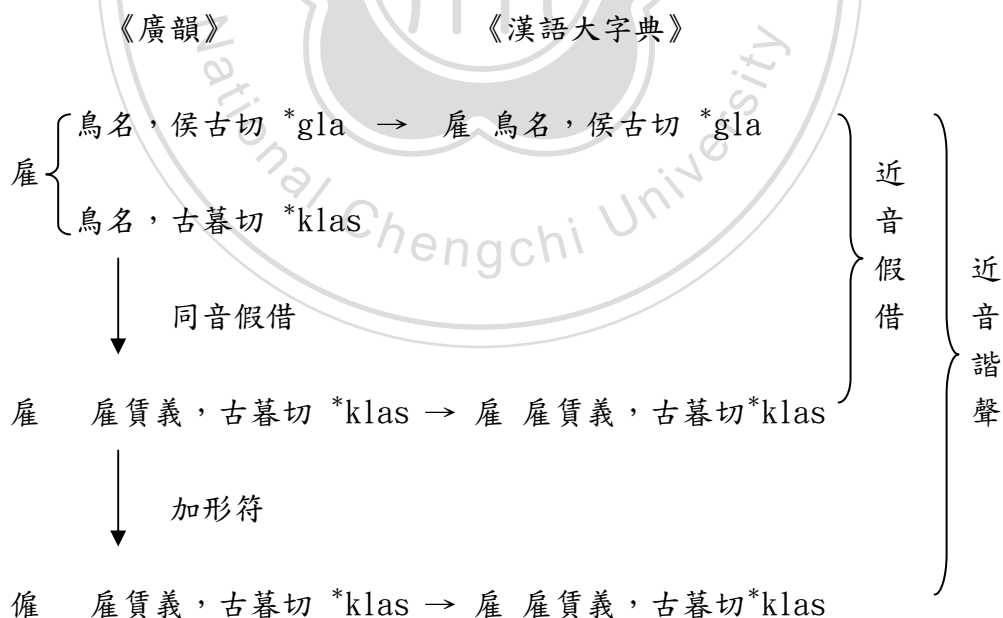 《廣韻》 《漢語大字典》
鳥名，侯古切 *gla → 雇 鳥名，侯古切 *gla
雇
鳥名，古暮切 *klas
同音假借
雇 雇賃義，古暮切 *klas → 雇 雇賃義，古暮切*klas
加形符
僱 雇賃義，古暮切 *klas → 雇 雇賃義，古暮切*klas
近音假借
近音諧聲
National Chengchi University